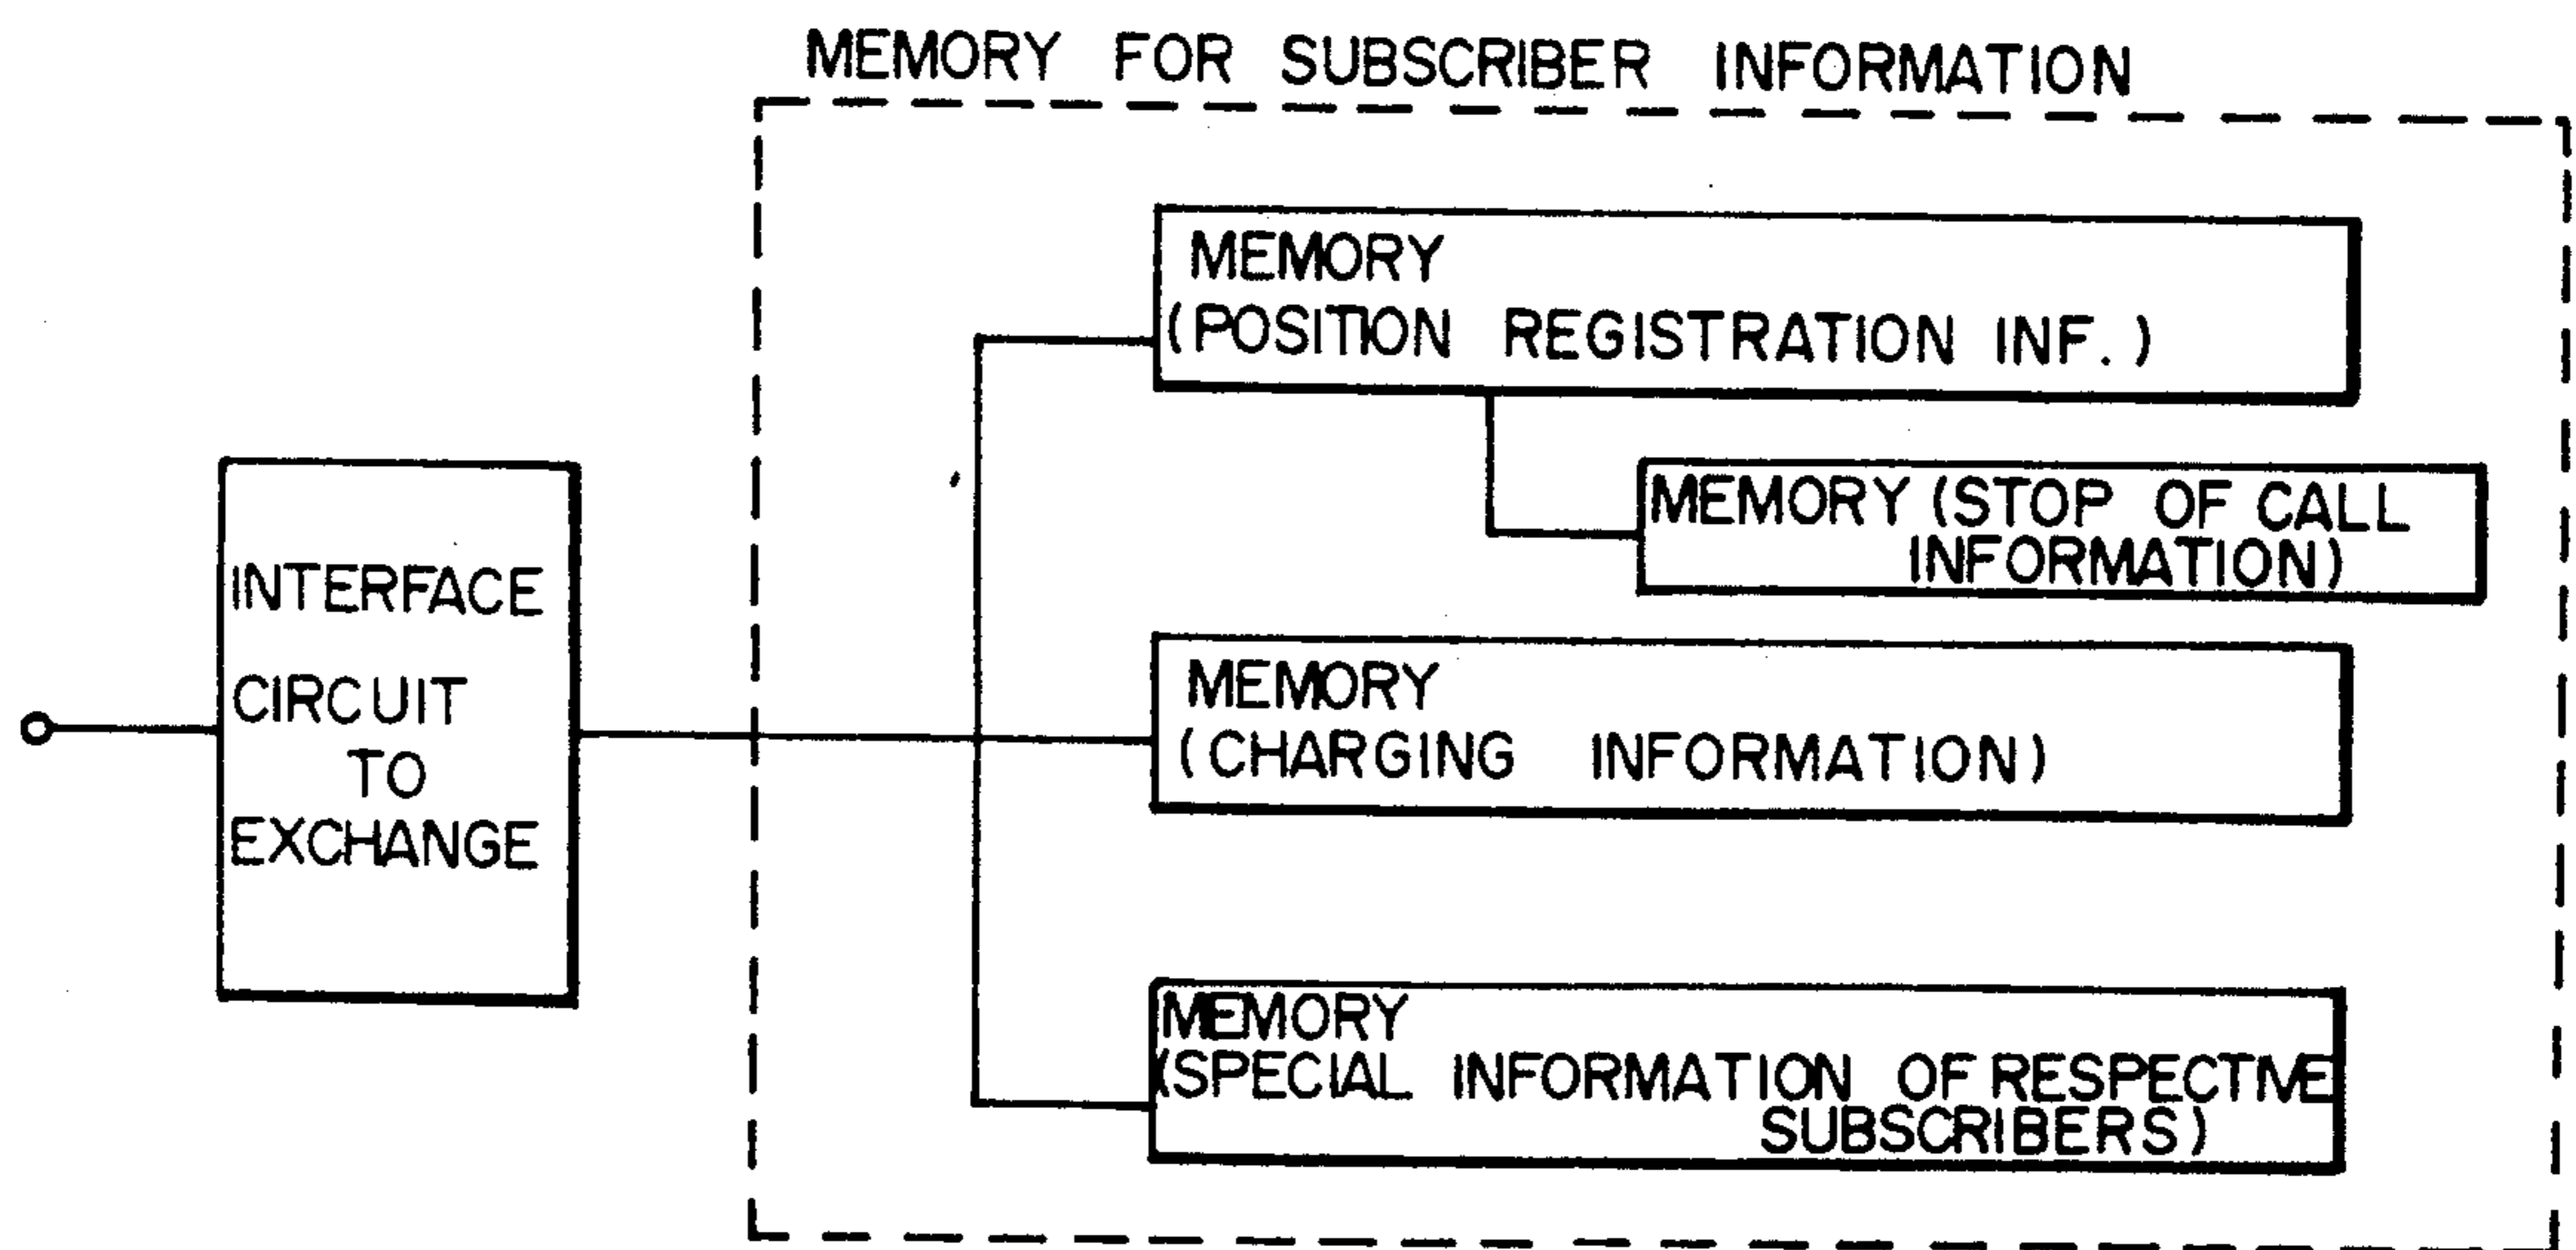 MEMORY FOR SUBSCRIBER INFORMATION
MEMORY
(POSITION REGISTRATION INF.)
MEMORY (STOP OF CALL
INFORMATION)
INTERFACE
CIRCUIT
TO
EXCHANGE
MEMORY
(CHARGING INFORMATION)
MEMORY
(SPECIAL INFORMATION OF RESPECTIVE
SUBSCRIBERS)